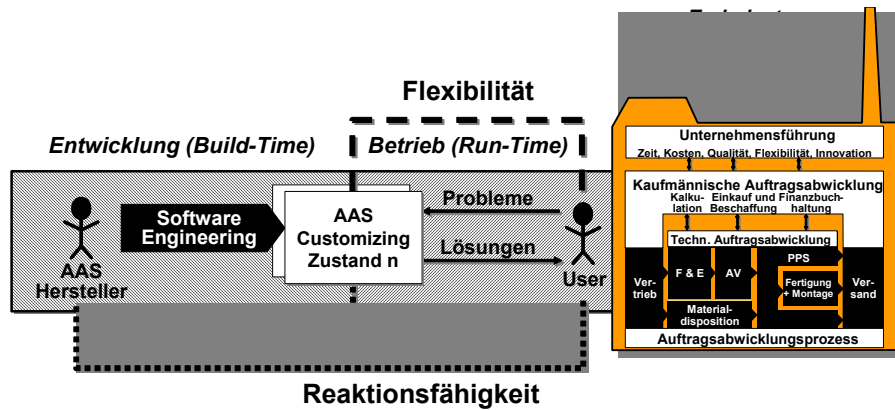 Flexibilität
Entwicklung (Build-Time)
Betrieb (Run-Time)
AAS
Hersteller
Software
Engineering
AAS
Customizing
Zustand n
Probleme
Lösungen
User
Reaktionsfähigkeit
Unternehmensführung
Zeit, Kosten, Qualität, Flexibilität, Innovation
Kaufmännische Auftragsabwicklung
Kalku-
lation
Einkauf und
Beschaffung
Finanzbuch-
haltung
Techn. Auftragsabwicklung
Ver-
trieb
F & E
AV
PPS
Fertigung
+ Montage
Ver-
sand
Material-
disposition
Auftragsabwicklungsprozess